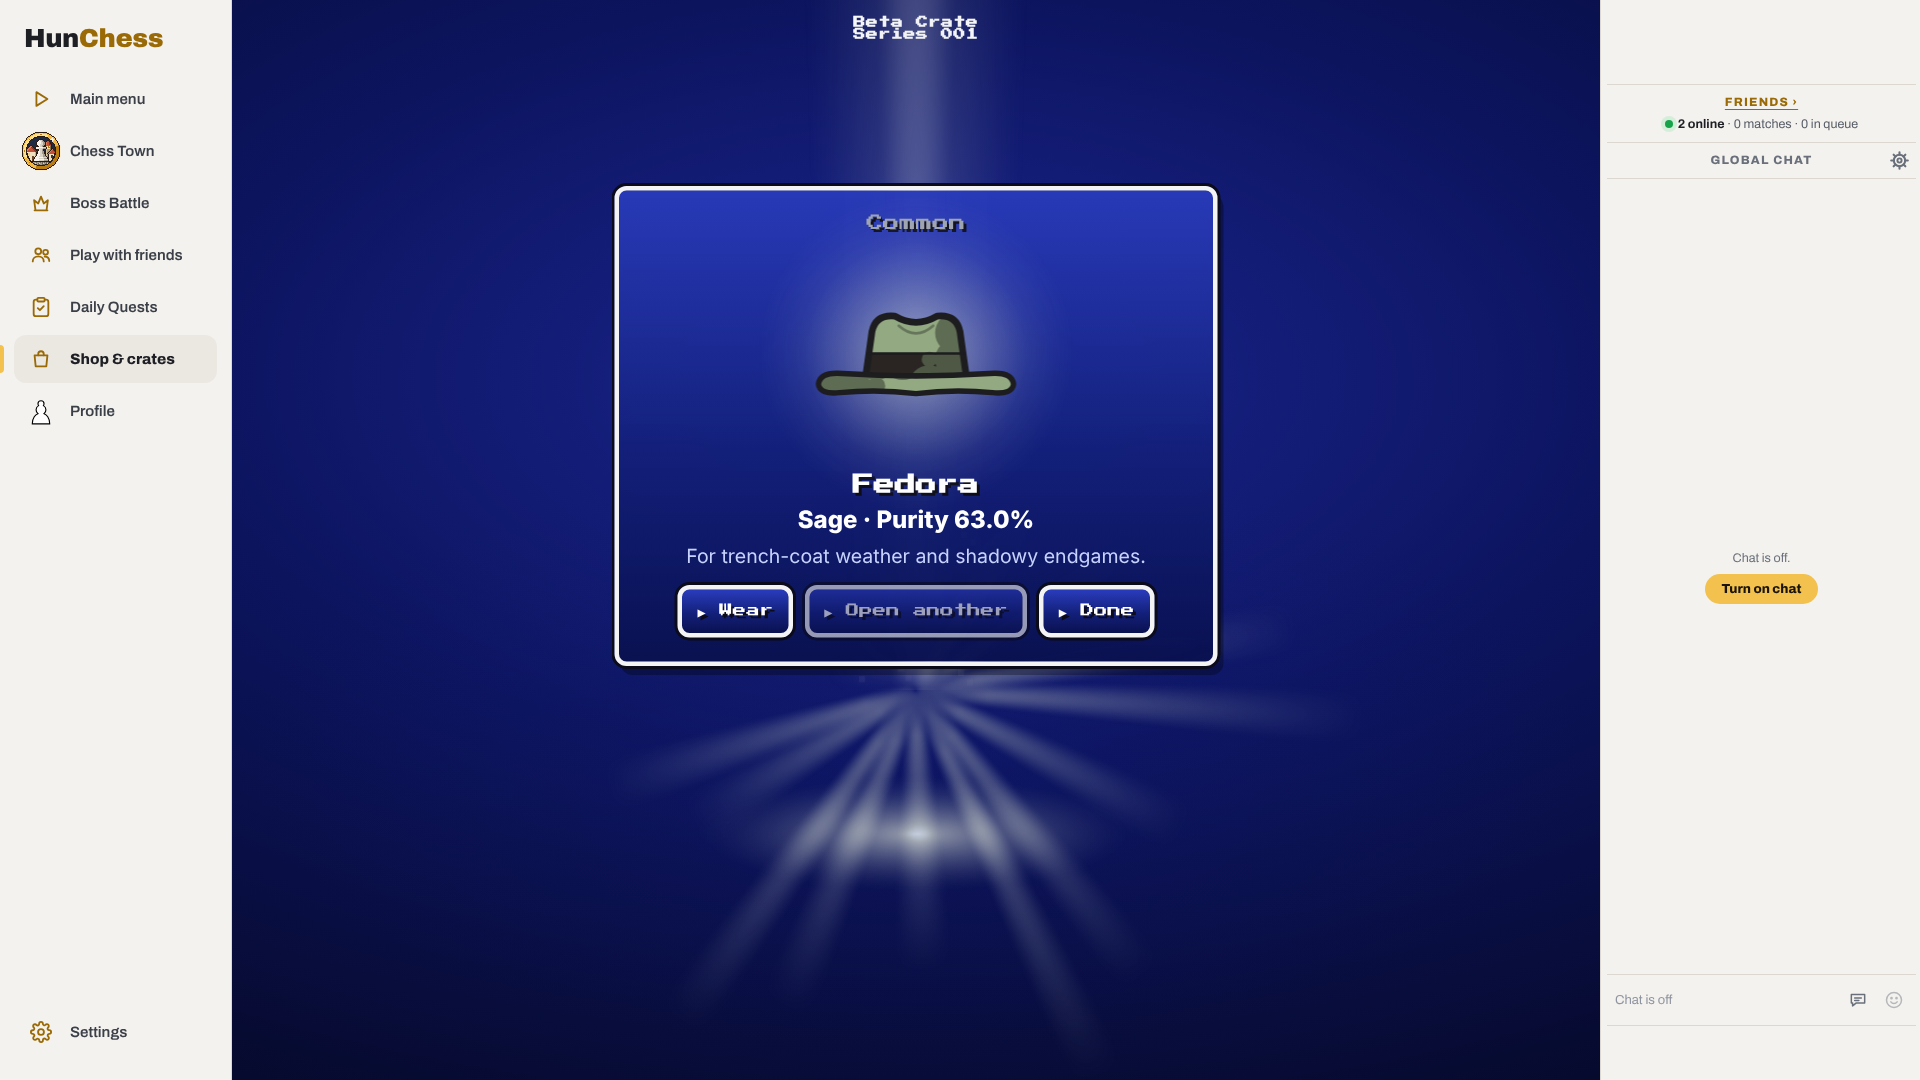 HunChess
Main menu
Chess Town
Boss Battle
Play with friends
Daily Quests
Shop & crates
Profile
Settings
Beta Crate
Series 001
Common
Fedora
Sage · Purity 63.0%
For trench-coat weather and shadowy endgames.
▸ Wear
▸ Open another
▸ Done
FRIENDS ›
2 online · 0 matches · 0 in queue
GLOBAL CHAT
Chat is off.
Turn on chat
Chat is off